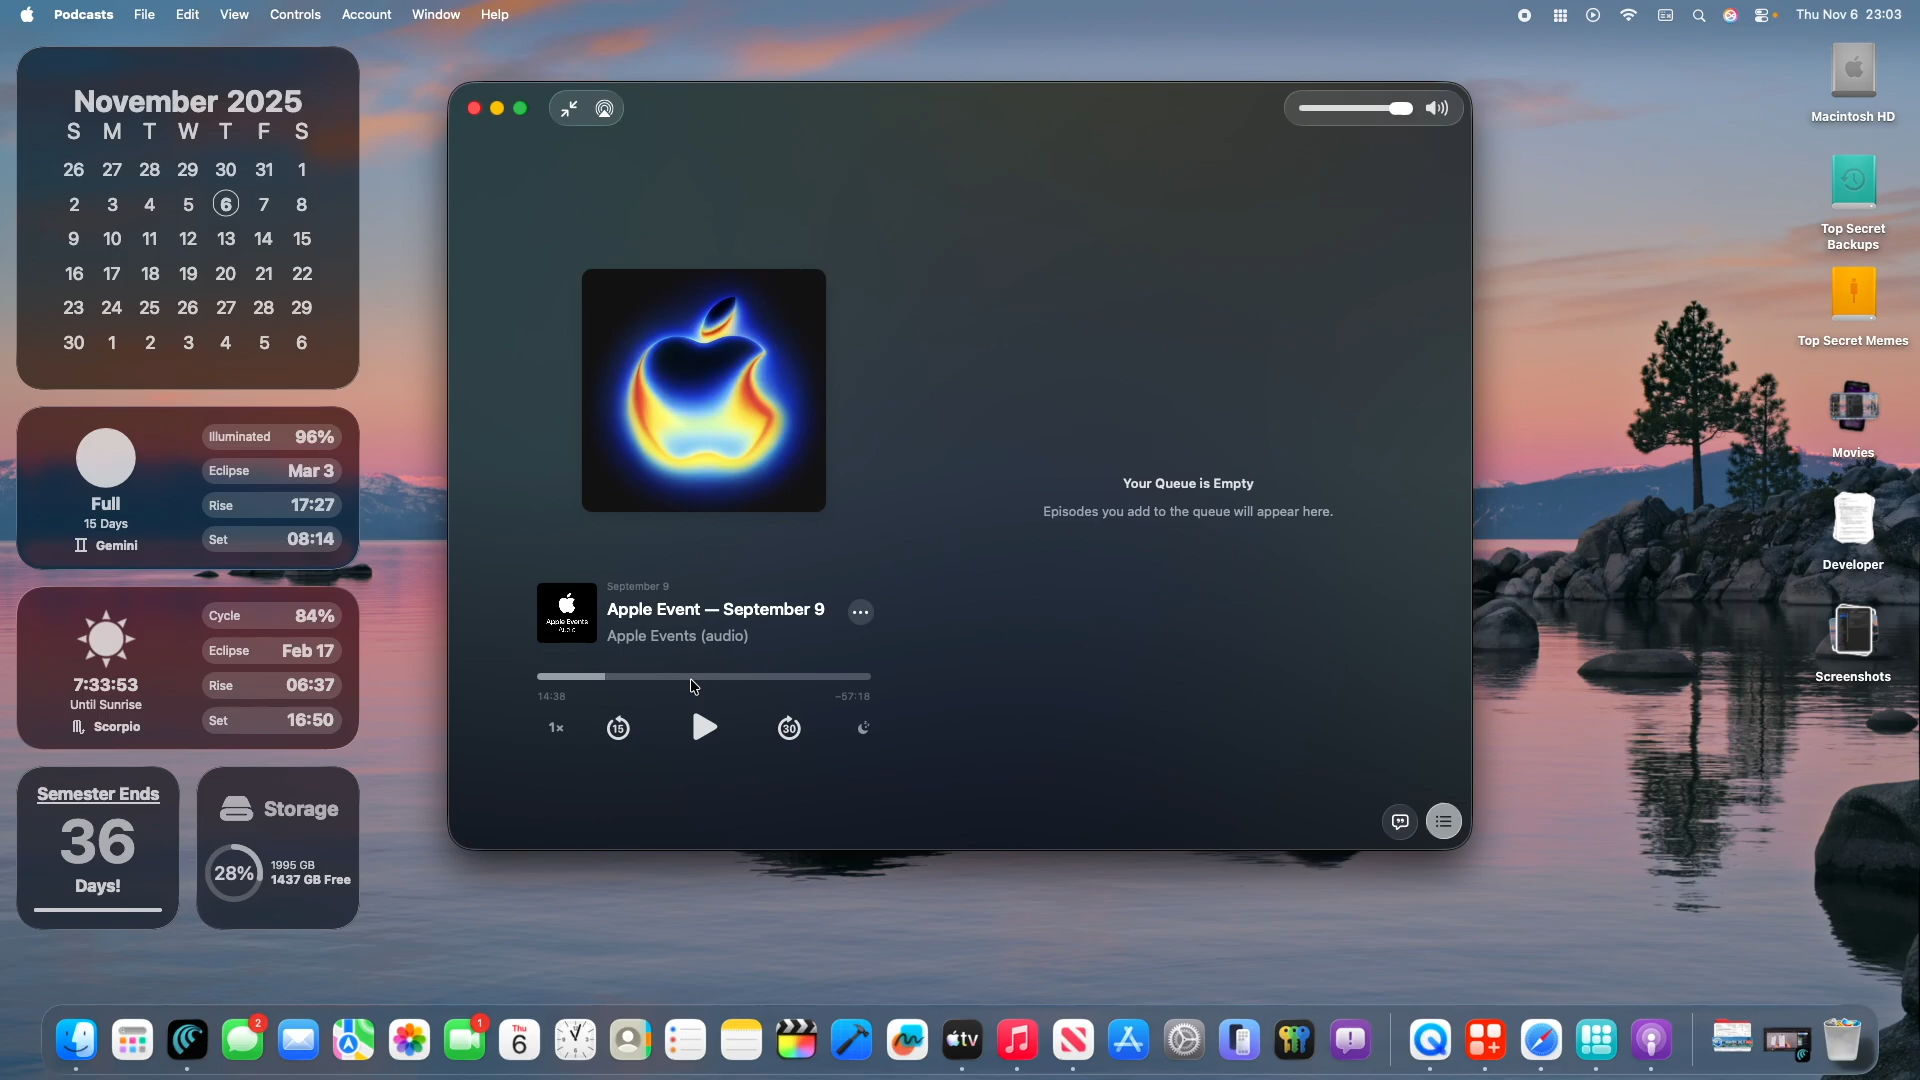 Podcasts File Edit View Controls Account Window Help
Thu Nov 6 23:03
November 2025
S M T W T F S
26 27 28 29 30 31 1
2 3 4 5 6 7 8
9 10 11 12 13 14 15
16 17 18 19 20 21 22
23 24 25 26 27 28 29
30 1 2 3 4 5 6
Full
15 Days
Gemini
Illuminated 96%
Eclipse Mar 3
Rise 17:27
Set 08:14
7:33:53
Until Sunrise
Scorpio
Cycle 84%
Eclipse Feb 17
Rise 06:37
Set 16:50
Semester Ends
36
Days!
Storage
28%
1995 GB
1437 GB Free
Apple Events
September 9
Apple Event — September 9
Apple Events (audio)
14:38
-57:18
1×
15
30
Your Queue is Empty
Episodes you add to the queue will appear here.
Macintosh HD
Top Secret
Backups
Top Secret Memes
Movies
Developer
Screenshots
2
1
Thu
6
tv